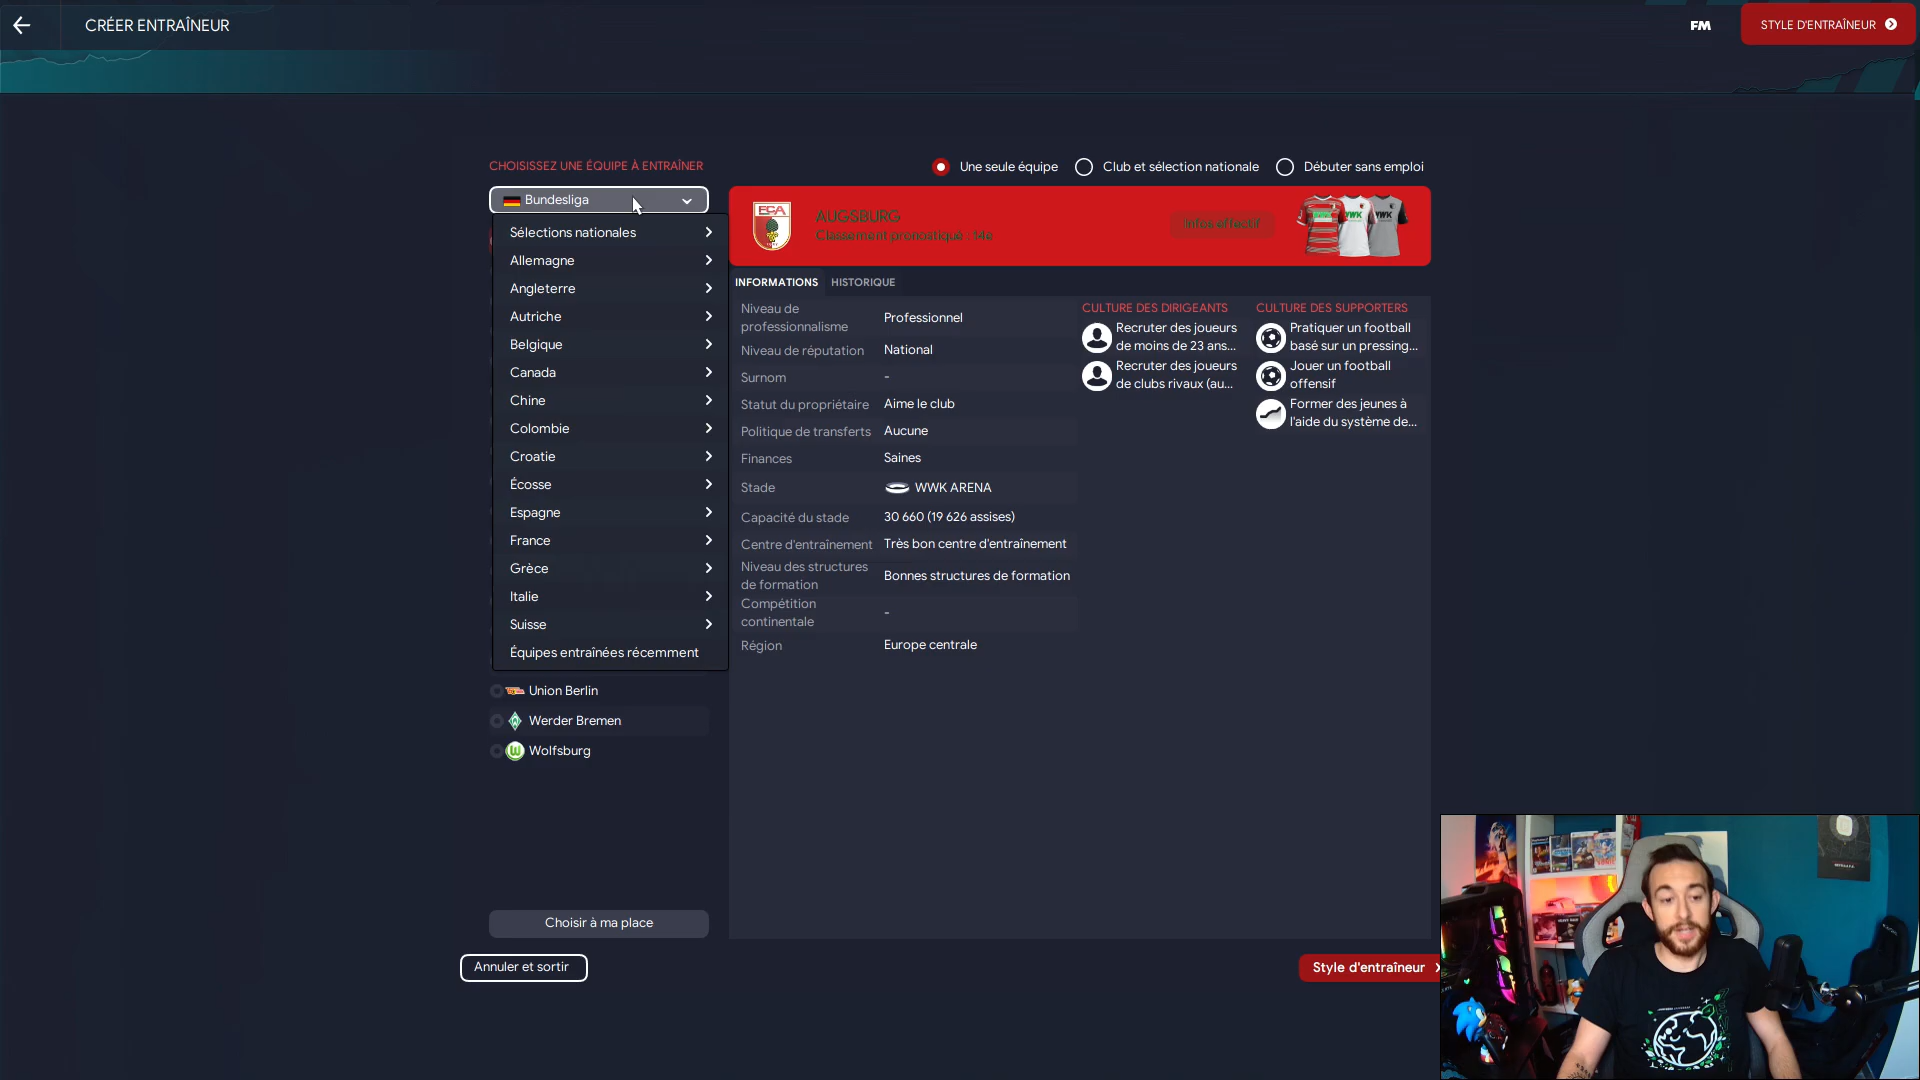 CRÉER ENTRAÎNEUR
FM
STYLE D'ENTRAÎNEUR
CHOISISSEZ UNE ÉQUIPE À ENTRAÎNER
Une seule équipe
Club et sélection nationale
Débuter sans emploi
Bundesliga
Sélections nationales
Allemagne
Angleterre
Autriche
Belgique
Canada
Chine
Colombie
Croatie
Écosse
Espagne
France
Grèce
Italie
Suisse
Équipes entraînées récemment
Union Berlin
Werder Bremen
Wolfsburg
Choisir à ma place
Annuler et sortir
FCA
AUGSBURG
Classement pronostiqué : 14e
Infos effectif
WWK
INFORMATIONS
HISTORIQUE
Niveau de professionnalisme
Professionnel
Niveau de réputation
National
Surnom
-
Statut du propriétaire
Aime le club
Politique de transferts
Aucune
Finances
Saines
Stade
WWK ARENA
Capacité du stade
30 660 (19 626 assises)
Centre d'entraînement
Très bon centre d'entraînement
Niveau des structures de formation
Bonnes structures de formation
Compétition continentale
-
Région
Europe centrale
CULTURE DES DIRIGEANTS
Recruter des joueurs
de moins de 23 ans...
Recruter des joueurs
de clubs rivaux (au...
CULTURE DES SUPPORTERS
Pratiquer un football
basé sur un pressing...
Jouer un football
offensif
Former des jeunes à
l'aide du système de...
Style d'entraîneur